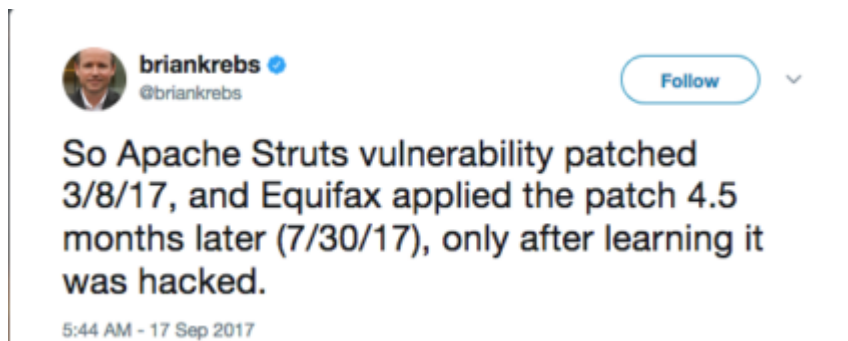 briankrebs
@briankrebs
Follow
So Apache Struts vulnerability patched
3/8/17, and Equifax applied the patch 4.5
months later (7/30/17), only after learning it
was hacked.
5:44 AM - 17 Sep 2017